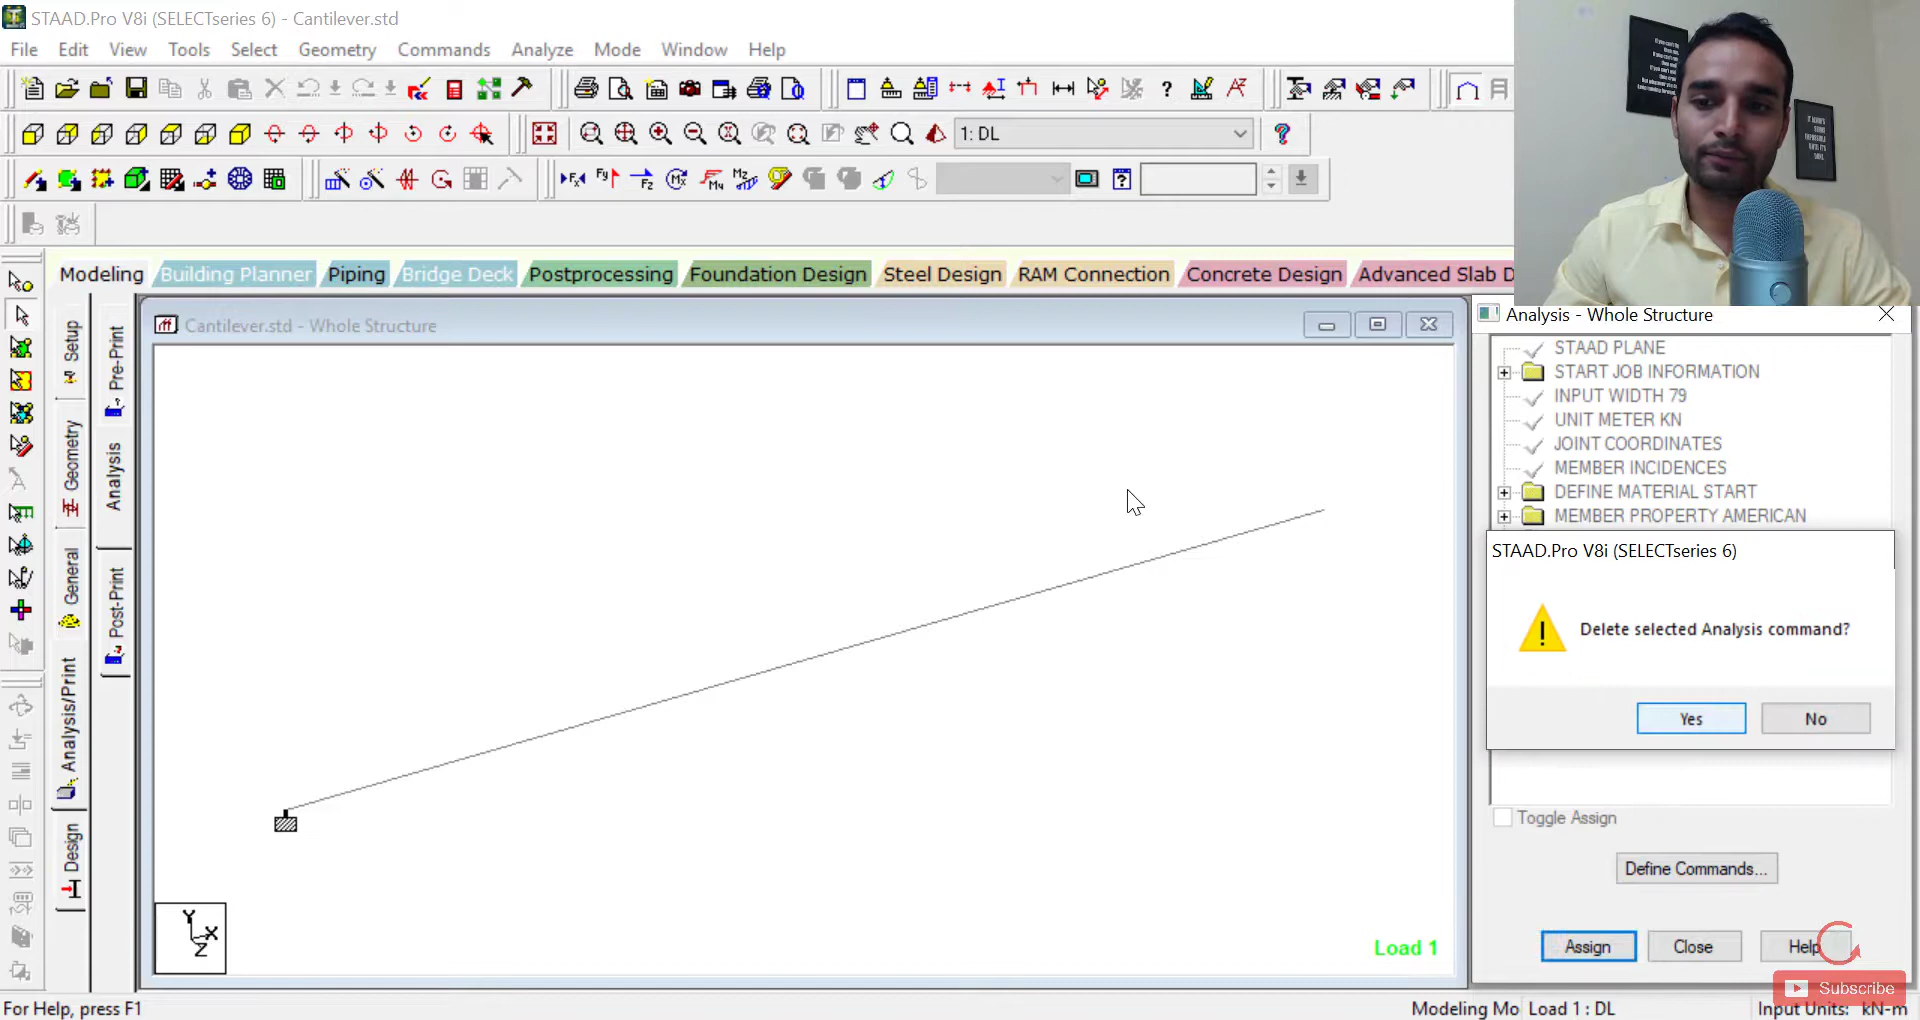 STAAD.Pro V8i (SELECTseries 6) - Cantilever.std
File Edit View Tools Select Geometry Commands Analyze Mode Window Help
1: DL
Modeling Building Planner Piping Bridge Deck Postprocessing Foundation Design Steel Design RAM Connection Concrete Design Advanced Slab D
Setup
Geometry
General
Analysis/Print
Design
Pre-Print
Analysis
Post-Print
Cantilever.std - Whole Structure
Load 1
Y
X
Z
Analysis - Whole Structure
STAAD PLANE
START JOB INFORMATION
INPUT WIDTH 79
UNIT METER KN
JOINT COORDINATES
MEMBER INCIDENCES
DEFINE MATERIAL START
MEMBER PROPERTY AMERICAN
STAAD.Pro V8i (SELECTseries 6)
Delete selected Analysis command?
Yes No
Toggle Assign
Define Commands...
Assign Close Help
Subscribe
For Help, press F1
Modeling Mo Load 1 : DL Input Units: kN-m